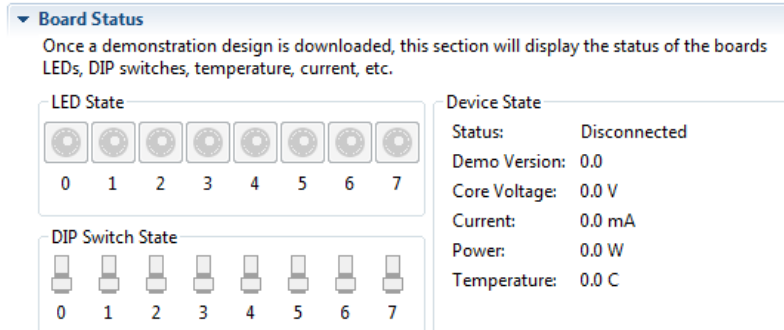 Board Status
Once a demonstration design is downloaded, this section will display the status of the boards
LEDs, DIP switches, temperature, current, etc.
LED State
0 1 2 3 4 5 6 7
DIP Switch State
0 1 2 3 4 5 6 7
Device State
Status: Disconnected
Demo Version: 0.0
Core Voltage: 0.0 V
Current: 0.0 mA
Power: 0.0 W
Temperature: 0.0 C